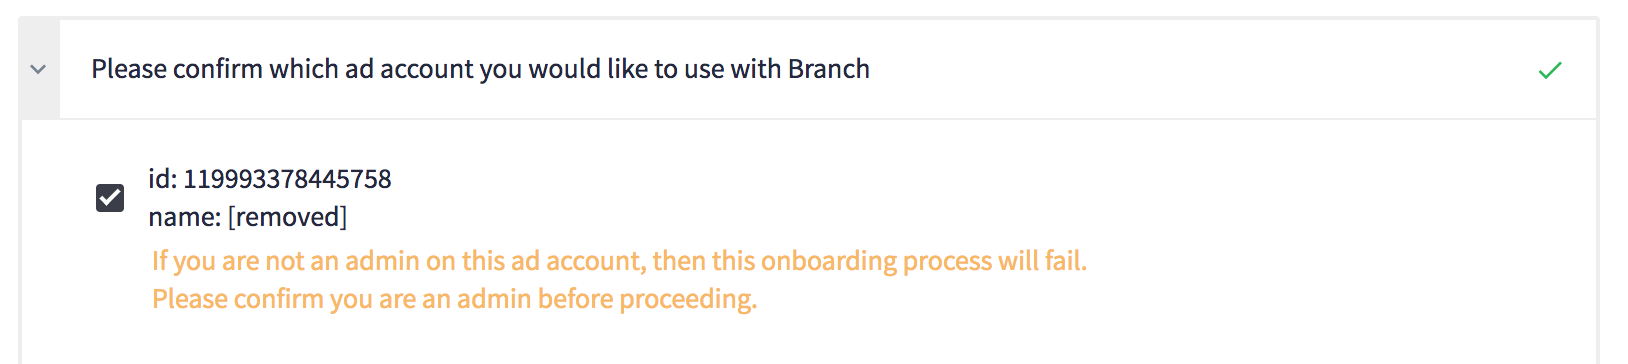 Please confirm which ad account you would like to use with Branch
id: 119993378445758
name: [removed]
If you are not an admin on this ad account, then this onboarding process will fail.
Please confirm you are an admin before proceeding.